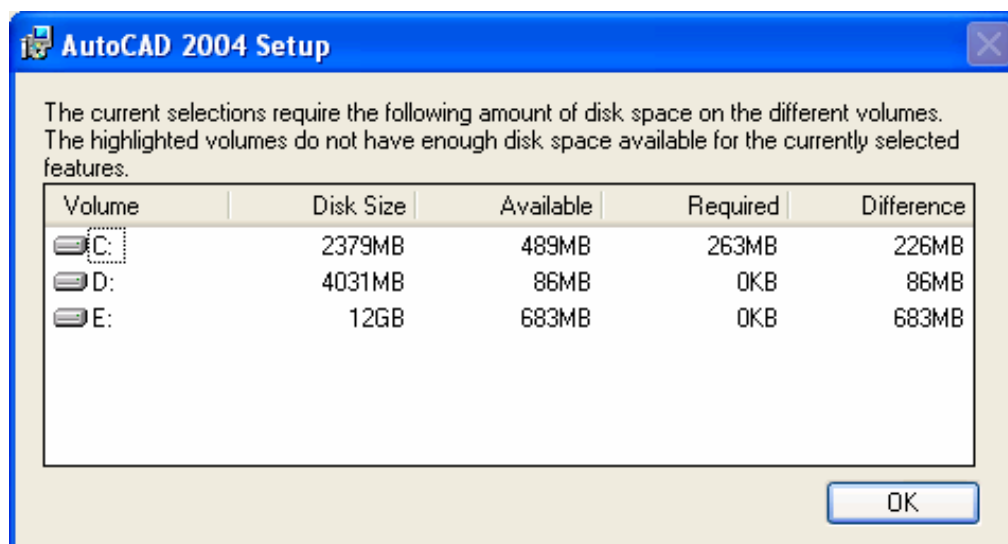 AutoCAD 2004 Setup
The current selections require the following amount of disk space on the different volumes.
The highlighted volumes do not have enough disk space available for the currently selected
features.
Volume Disk Size Available Required Difference
C: 2379MB 489MB 263MB 226MB
D: 4031MB 86MB 0KB 86MB
E: 12GB 683MB 0KB 683MB
OK